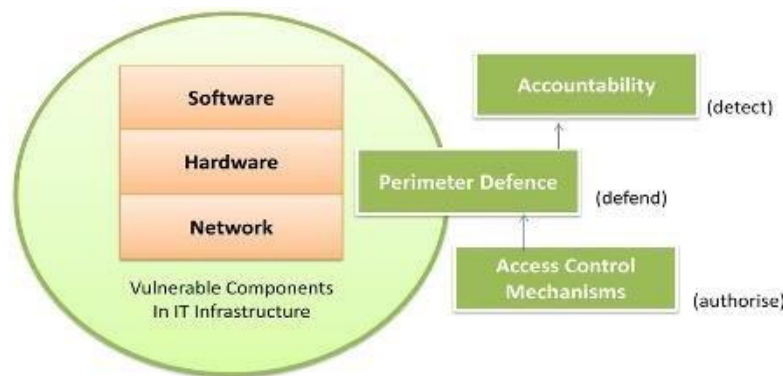 Software
Hardware
Network
Vulnerable Components
In IT Infrastructure
Accountability
(detect)
Perimeter Defence
(defend)
Access Control
Mechanisms
(authorise)